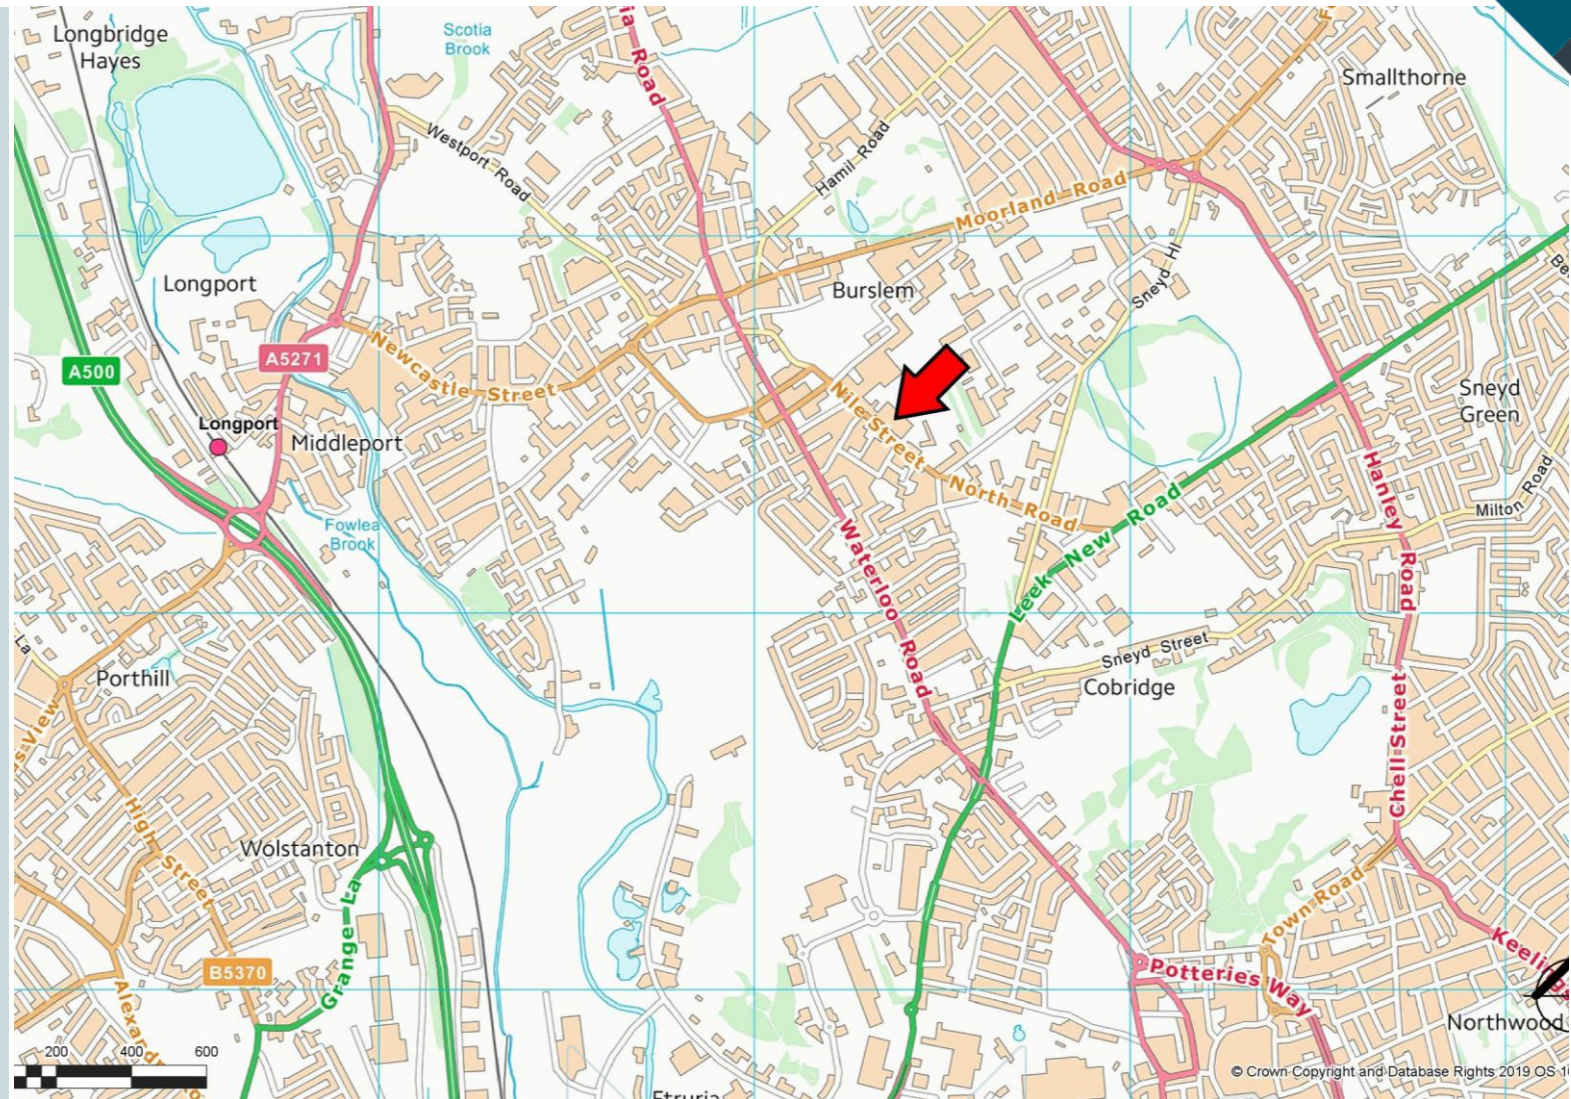 Longbridge
Hayes
Scotia
Brook
Road
Smallthorne
Westport Road
Hamil Road
Moorland Road
Longport
Burslem
Sneyd Hl
A5271
A500
Newcastle Street
Nile Street
Sneyd
Green
Longport
Middleport
Hanley Road
North Road
Leek New Road
Milton Road
Fowlea
Brook
Waterloo Road
La
Sneyd Street
Porthill
Cobridge
View
Chell Street
High Street
Wolstanton
Grange La
Town Road
B5370
Potteries Way
Northwood
200 400 600
© Crown Copyright and Database Rights 2019 OS
Etruria